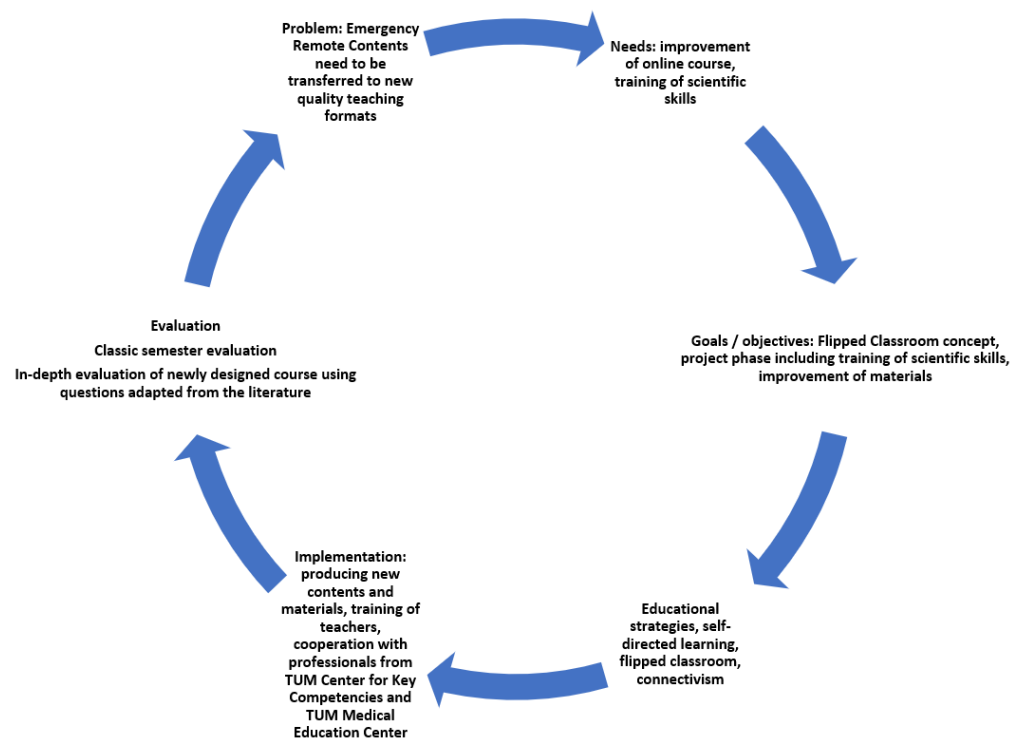 Problem: Emergency
Remote Contents
need to be
transferred to new
quality teaching
formats
Needs: improvement
of online course,
training of scientific
skills
Goals / objectives: Flipped Classroom concept,
project phase including training of scientific skills,
improvement of materials
Educational
strategies, self-
directed learning,
flipped classroom,
connectivism
Implementation:
producing new
contents and
materials, training of
teachers,
cooperation with
professionals from
TUM Center for Key
Competencies and
TUM Medical
Education Center
Evaluation
Classic semester evaluation
In-depth evaluation of newly designed course using
questions adapted from the literature